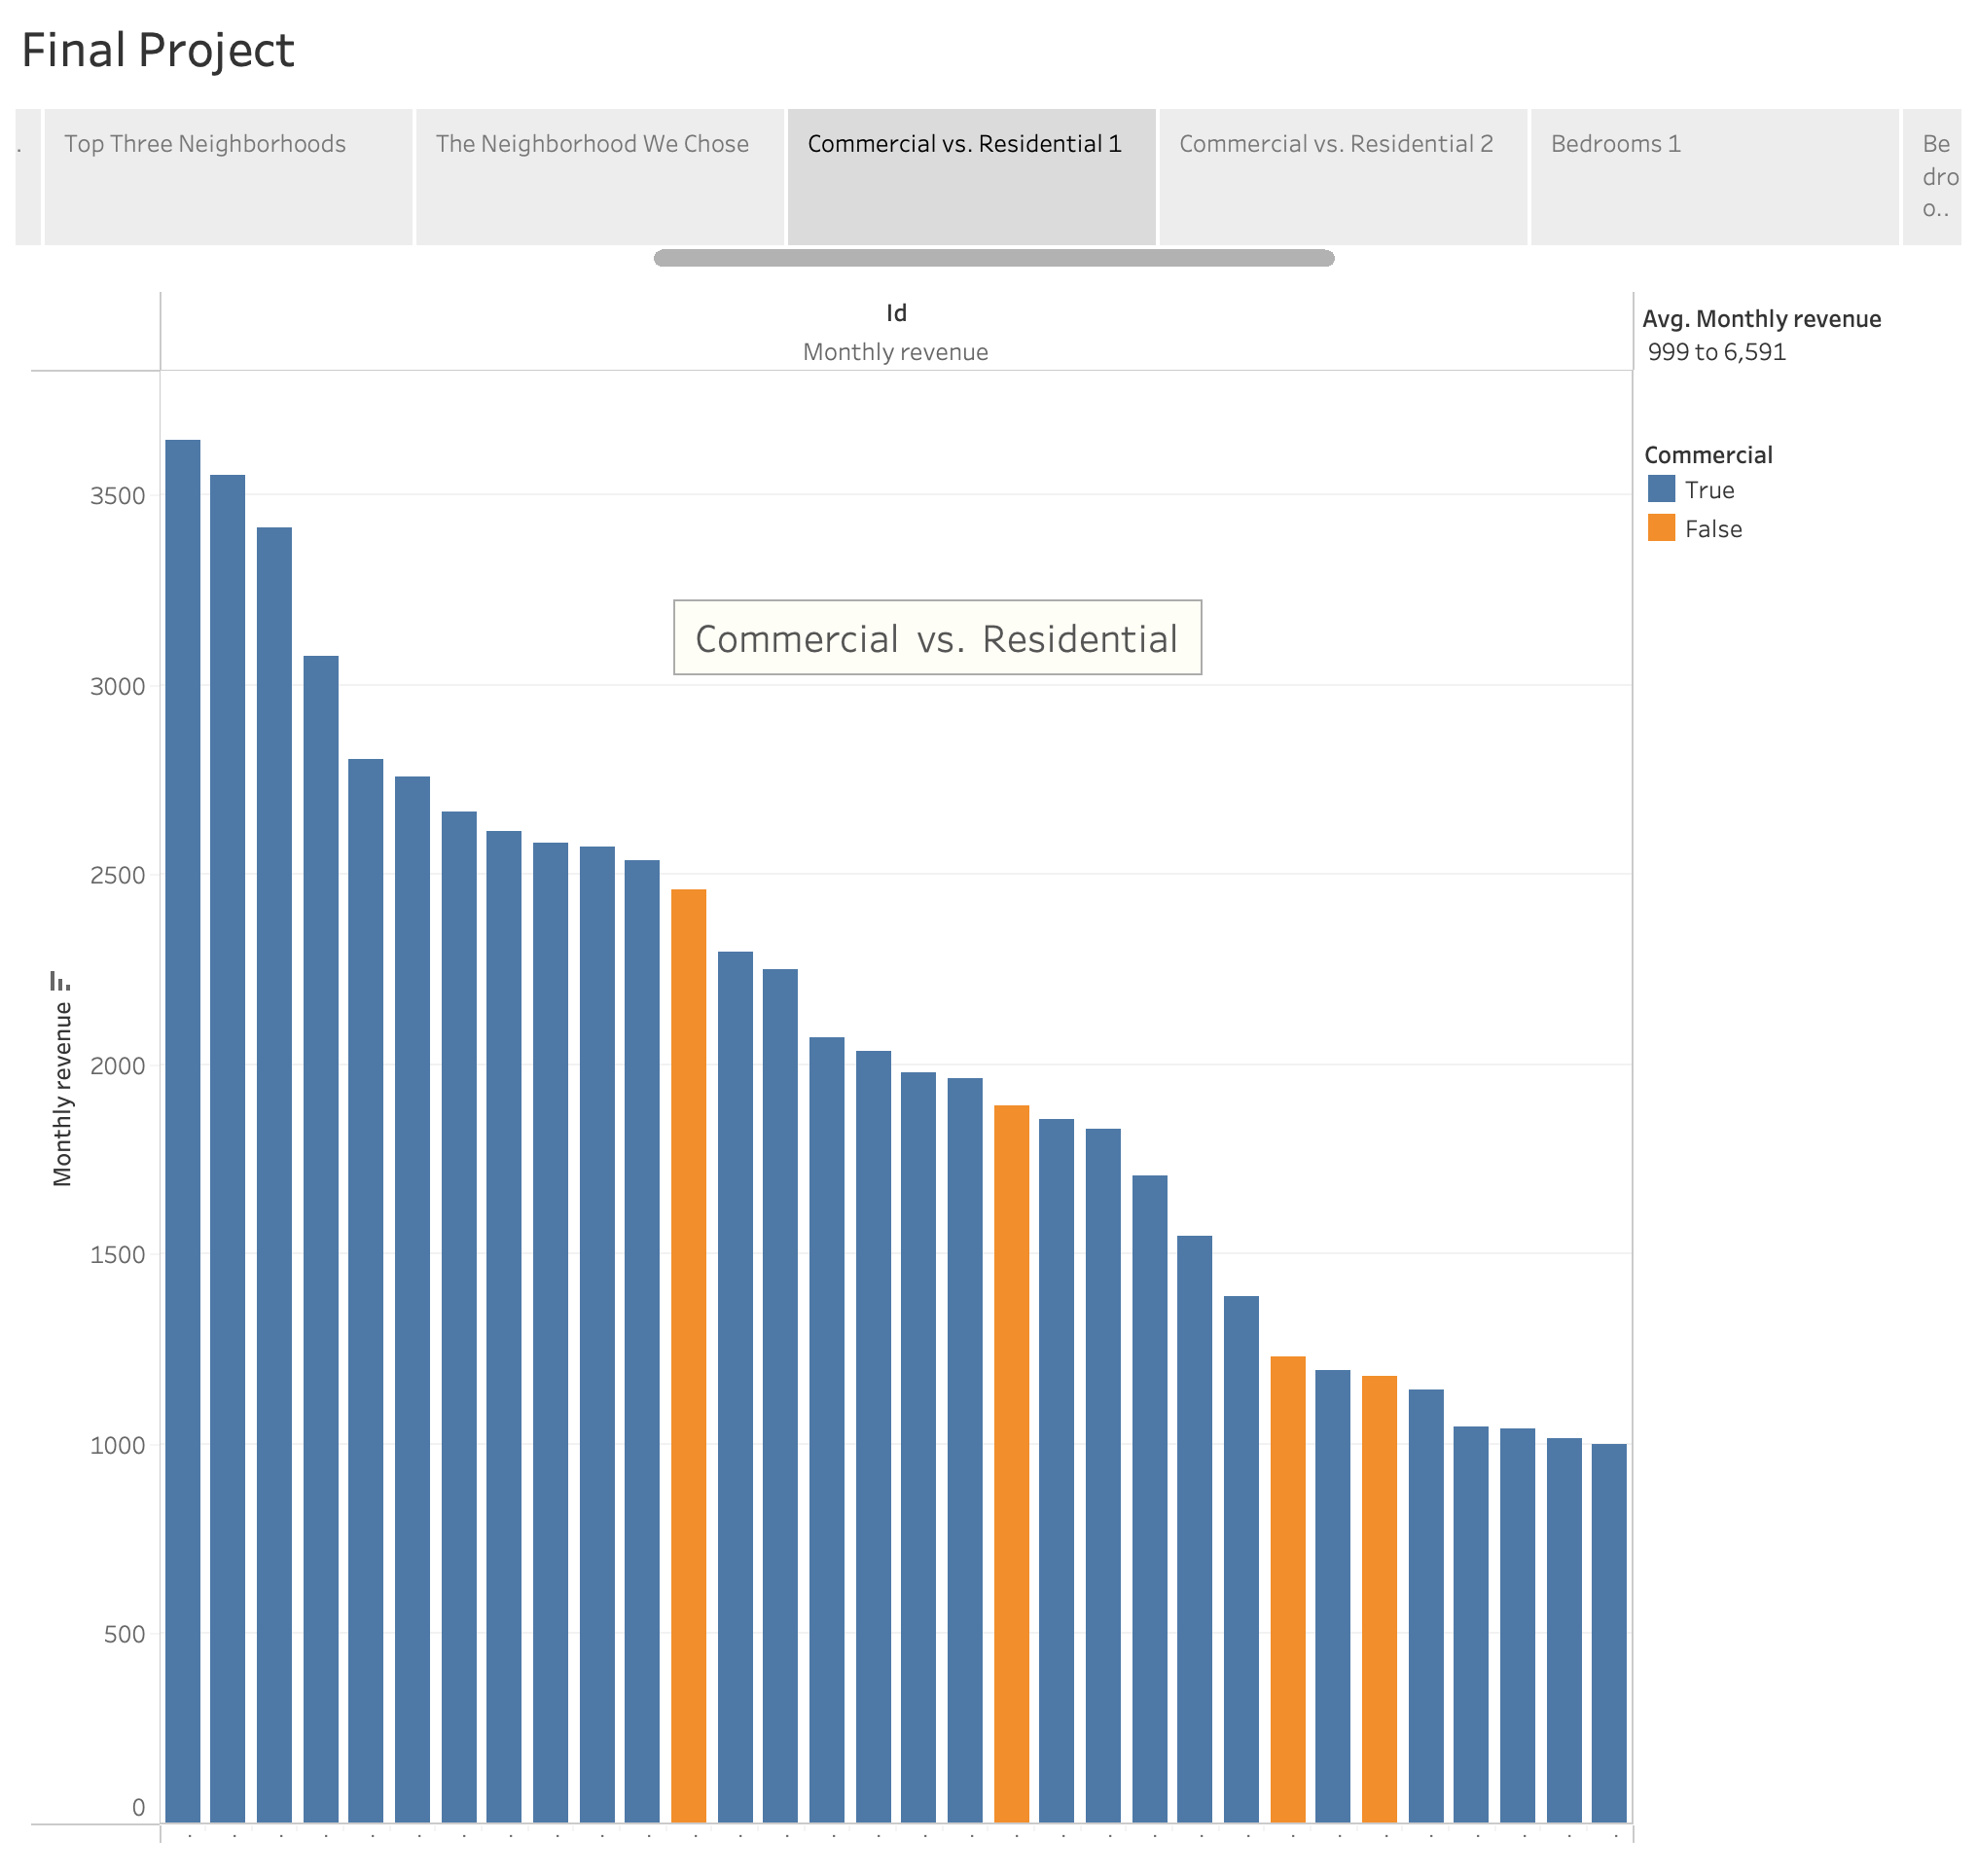 Final Project
.
Top Three Neighborhoods
The Neighborhood We Chose
Commercial vs. Residential 1
Commercial vs. Residential 2
Bedrooms 1
Be
dro
o..
Id
Monthly revenue
Avg. Monthly revenue
999 to 6,591
Commercial
True
False
Commercial vs. Residential
Monthly revenue
3500
3000
2500
2000
1500
1000
500
0